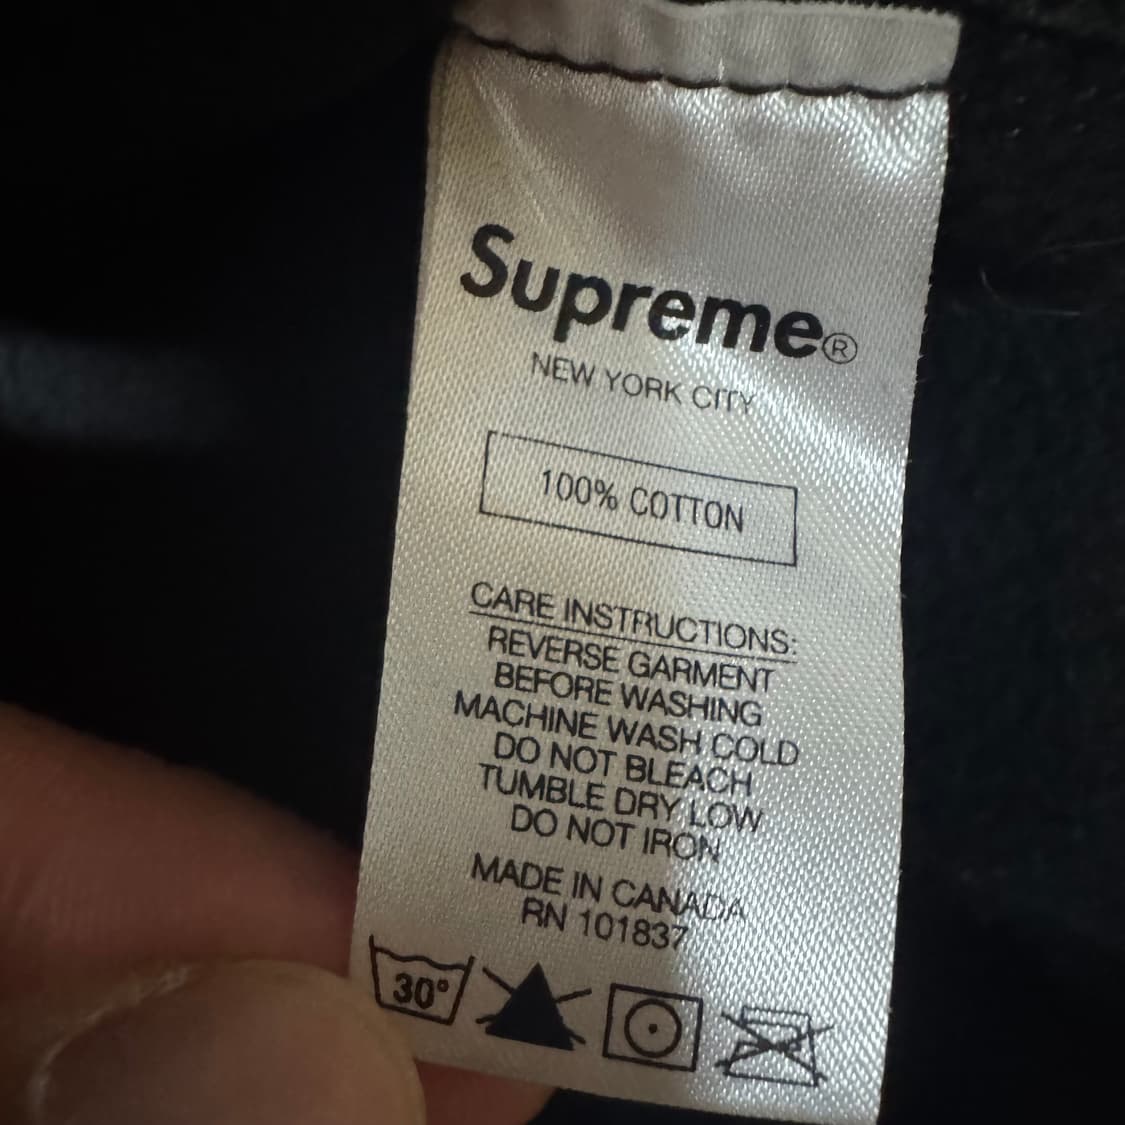 Supreme®
NEW YORK CITY
100% COTTON
CARE INSTRUCTIONS:
REVERSE GARMENT
BEFORE WASHING
MACHINE WASH COLD
DO NOT BLEACH
TUMBLE DRY LOW
DO NOT IRON
MADE IN CANADA
RN 101837
30°